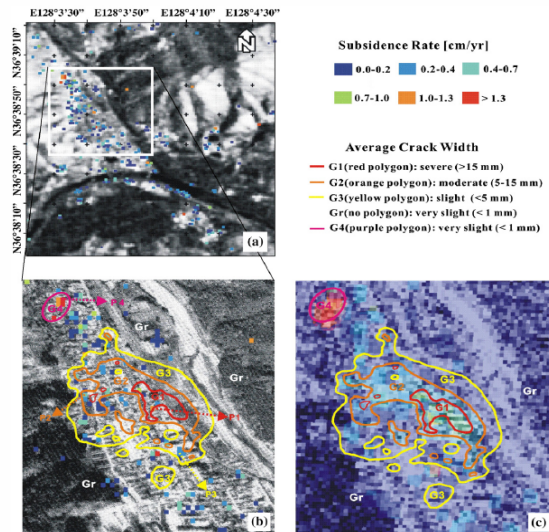 E128°3'30" E128°3'50" E128°4'10" E128°4'30"
N36°39'10"
N36°38'50"
N36°38'30"
N36°38'10"
N
(a)
Subsidence Rate [cm/yr]
0.0-0.2 0.2-0.4 0.4-0.7
0.7-1.0 1.0-1.3 > 1.3
Average Crack Width
G1(red polygon): severe (>15 mm)
G2(orange polygon): moderate (5-15 mm)
G3(yellow polygon): slight (<5 mm)
Gr(no polygon): very slight (< 1 mm)
G4(purple polygon): very slight (< 1 mm)
G4 P4
Gr
G3
G2
G1 P1
Gr
G3
P3
Gr
(b)
G4
Gr
G3
G2
G1
Gr
Gr
G3
(c)